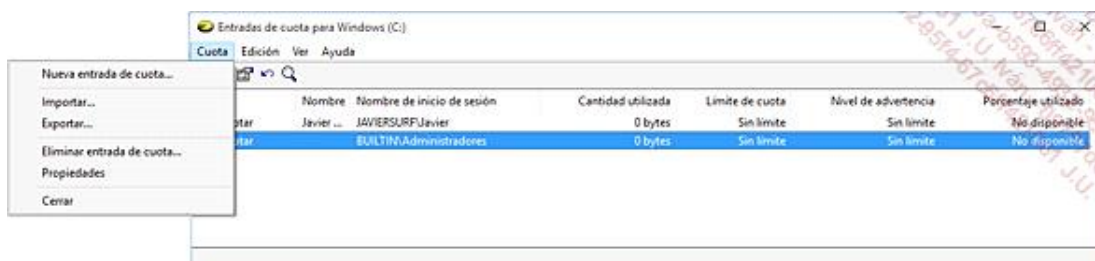 Entradas de cuota para Windows (C:)
Cuota Edición Ver Ayuda
Nueva entrada de cuota...
Importar...
Exportar...
Eliminar entrada de cuota...
Propiedades
Cerrar
Nombre Nombre de inicio de sesión Cantidad utilizada Límite de cuota Nivel de advertencia Porcentaje utilizado
otar Javier ... JAVIERSURF\Javier 0 bytes Sin límite Sin límite No disponible
otar BUILTIN\Administradores 0 bytes Sin límite Sin límite No disponible